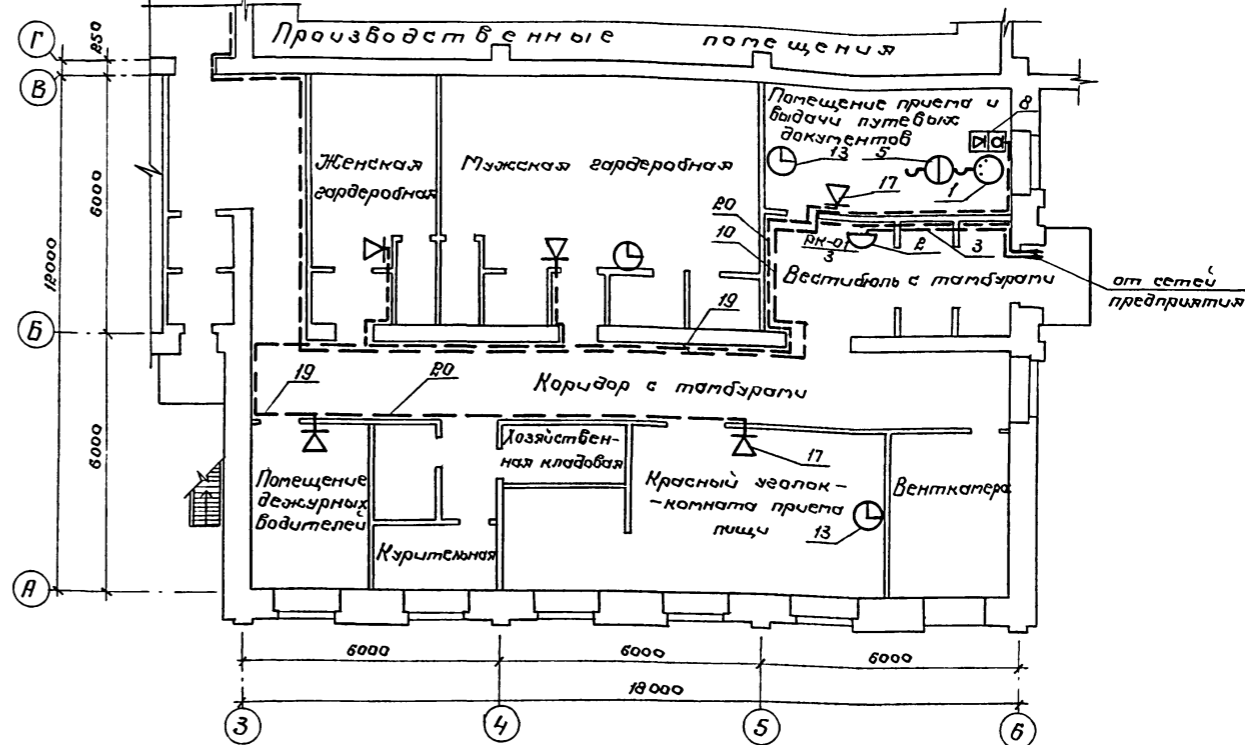 Г
850
Производственные помещения
В
Помещение приема и
выдачи путевых
документов
8
13
5
1
17
Женская
гардеробная
Мужская гардеробная
6000
12000
20
10
РК-01
3
2
3
Вестибюль с тамбурами
от сетей
предприятия
Б
19
19
20
Коридор с тамбурами
6000
Хозяйствен-
ная кладовая
17
Помещение
дежурных
водителей
Красный уголок-
-комната приема
пищи
13
Венткамера
Курительная
А
6000
6000
6000
18000
3
4
5
6